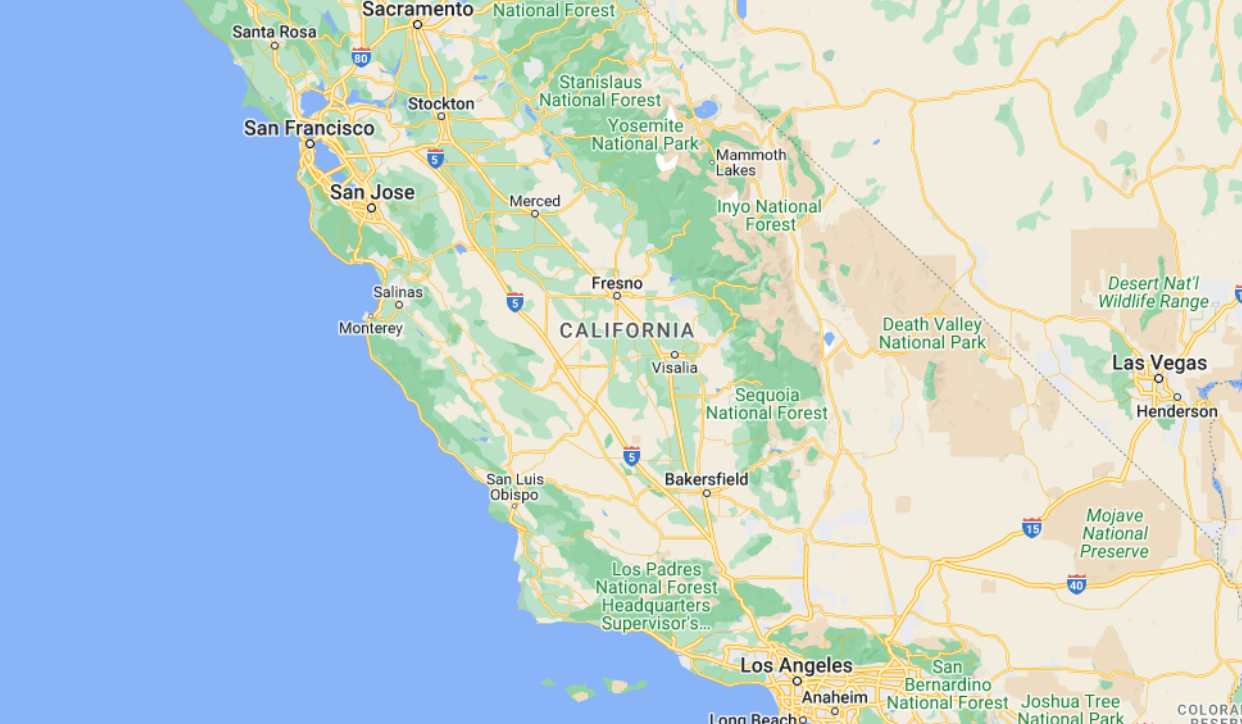 Sacramento
National Forest
Santa Rosa
80
Stanislaus
National Forest
Stockton
Yosemite
National Park
San Francisco
5
Mammoth
Lakes
San Jose
Merced
Inyo National
Forest
Fresno
Desert Nat'l
Wildlife Range
Salinas
5
Monterey
CALIFORNIA
Death Valley
National Park
Visalia
Las Vegas
Sequoia
National Forest
Henderson
5
San Luis
Obispo
Bakersfield
Mojave
National
Preserve
15
Los Padres
National Forest
Headquarters
Supervisor's...
40
Los Angeles
San
Bernardino
National Forest
Anaheim
Joshua Tree
National Park
Long Beach